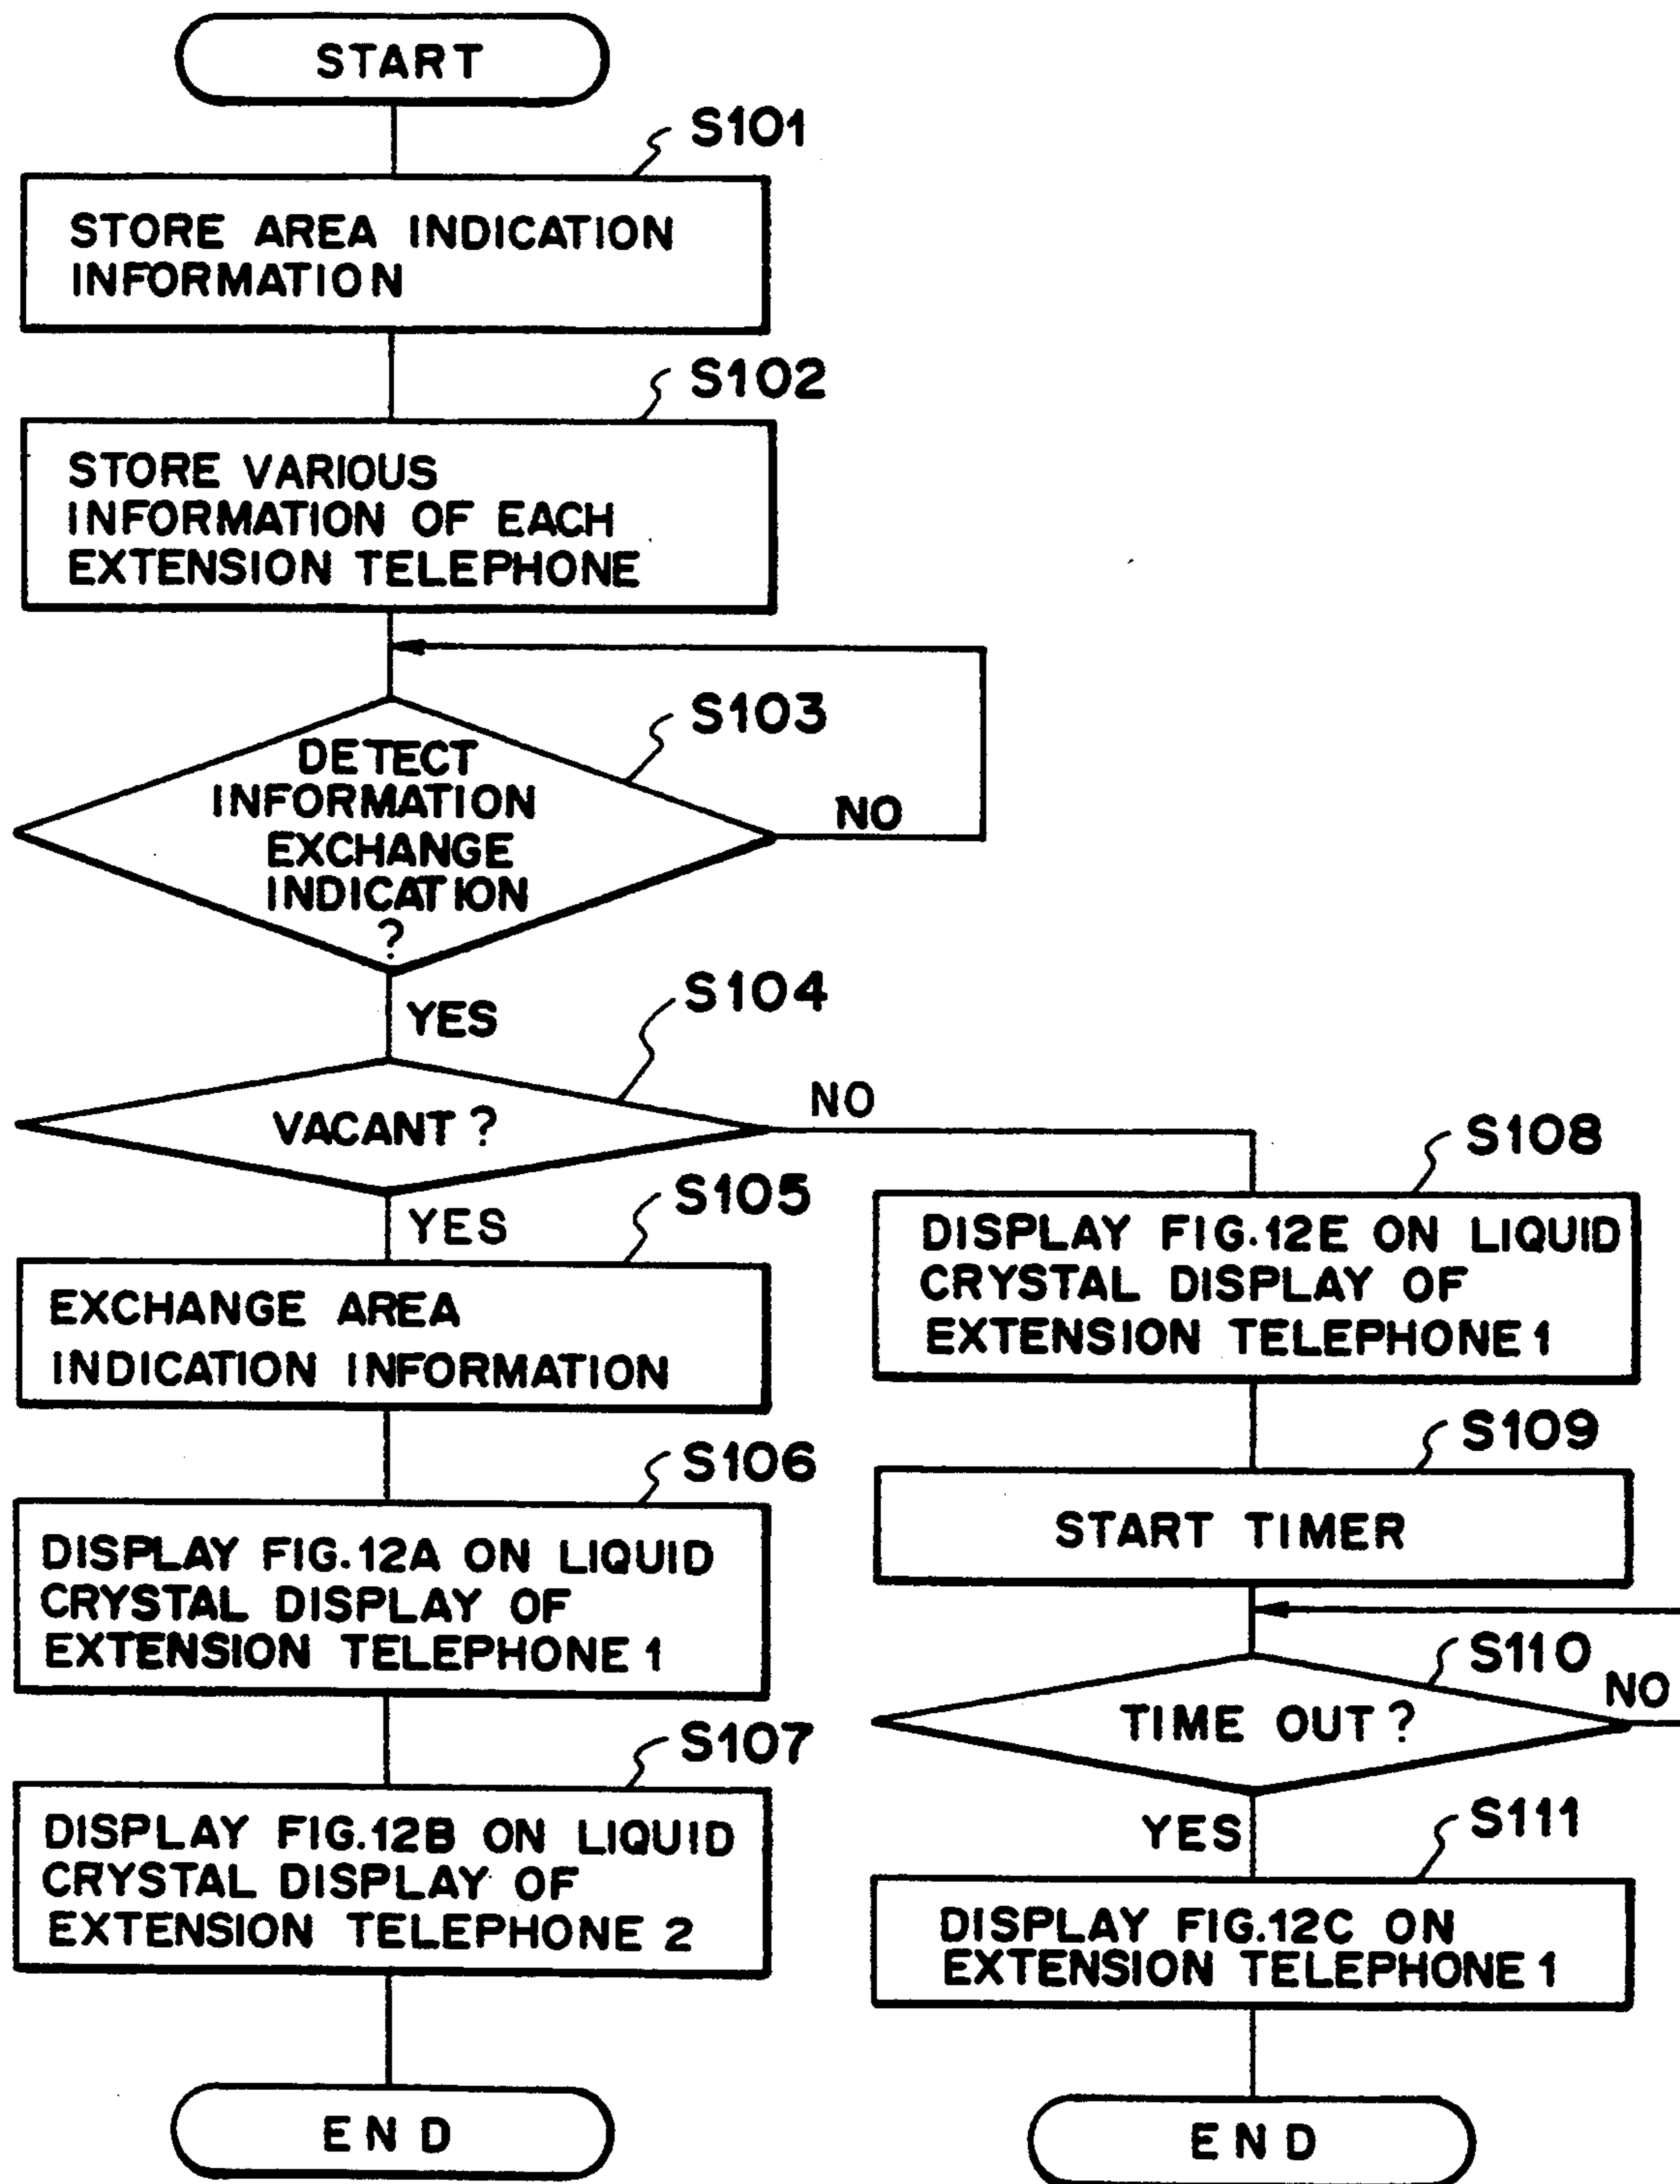 START
S101
STORE AREA INDICATION
INFORMATION
S102
STORE VARIOUS
INFORMATION OF EACH
EXTENSION TELEPHONE
S103
DETECT
INFORMATION
EXCHANGE
INDICATION
?
NO
YES
S104
VACANT ?
NO
YES
S105
EXCHANGE AREA
INDICATION INFORMATION
S106
DISPLAY FIG.12A ON LIQUID
CRYSTAL DISPLAY OF
EXTENSION TELEPHONE 1
S107
DISPLAY FIG.12B ON LIQUID
CRYSTAL DISPLAY OF
EXTENSION TELEPHONE 2
END
S108
DISPLAY FIG.12E ON LIQUID
CRYSTAL DISPLAY OF
EXTENSION TELEPHONE 1
S109
START TIMER
S110
NO
TIME OUT ?
YES
S111
DISPLAY FIG.12C ON
EXTENSION TELEPHONE 1
END